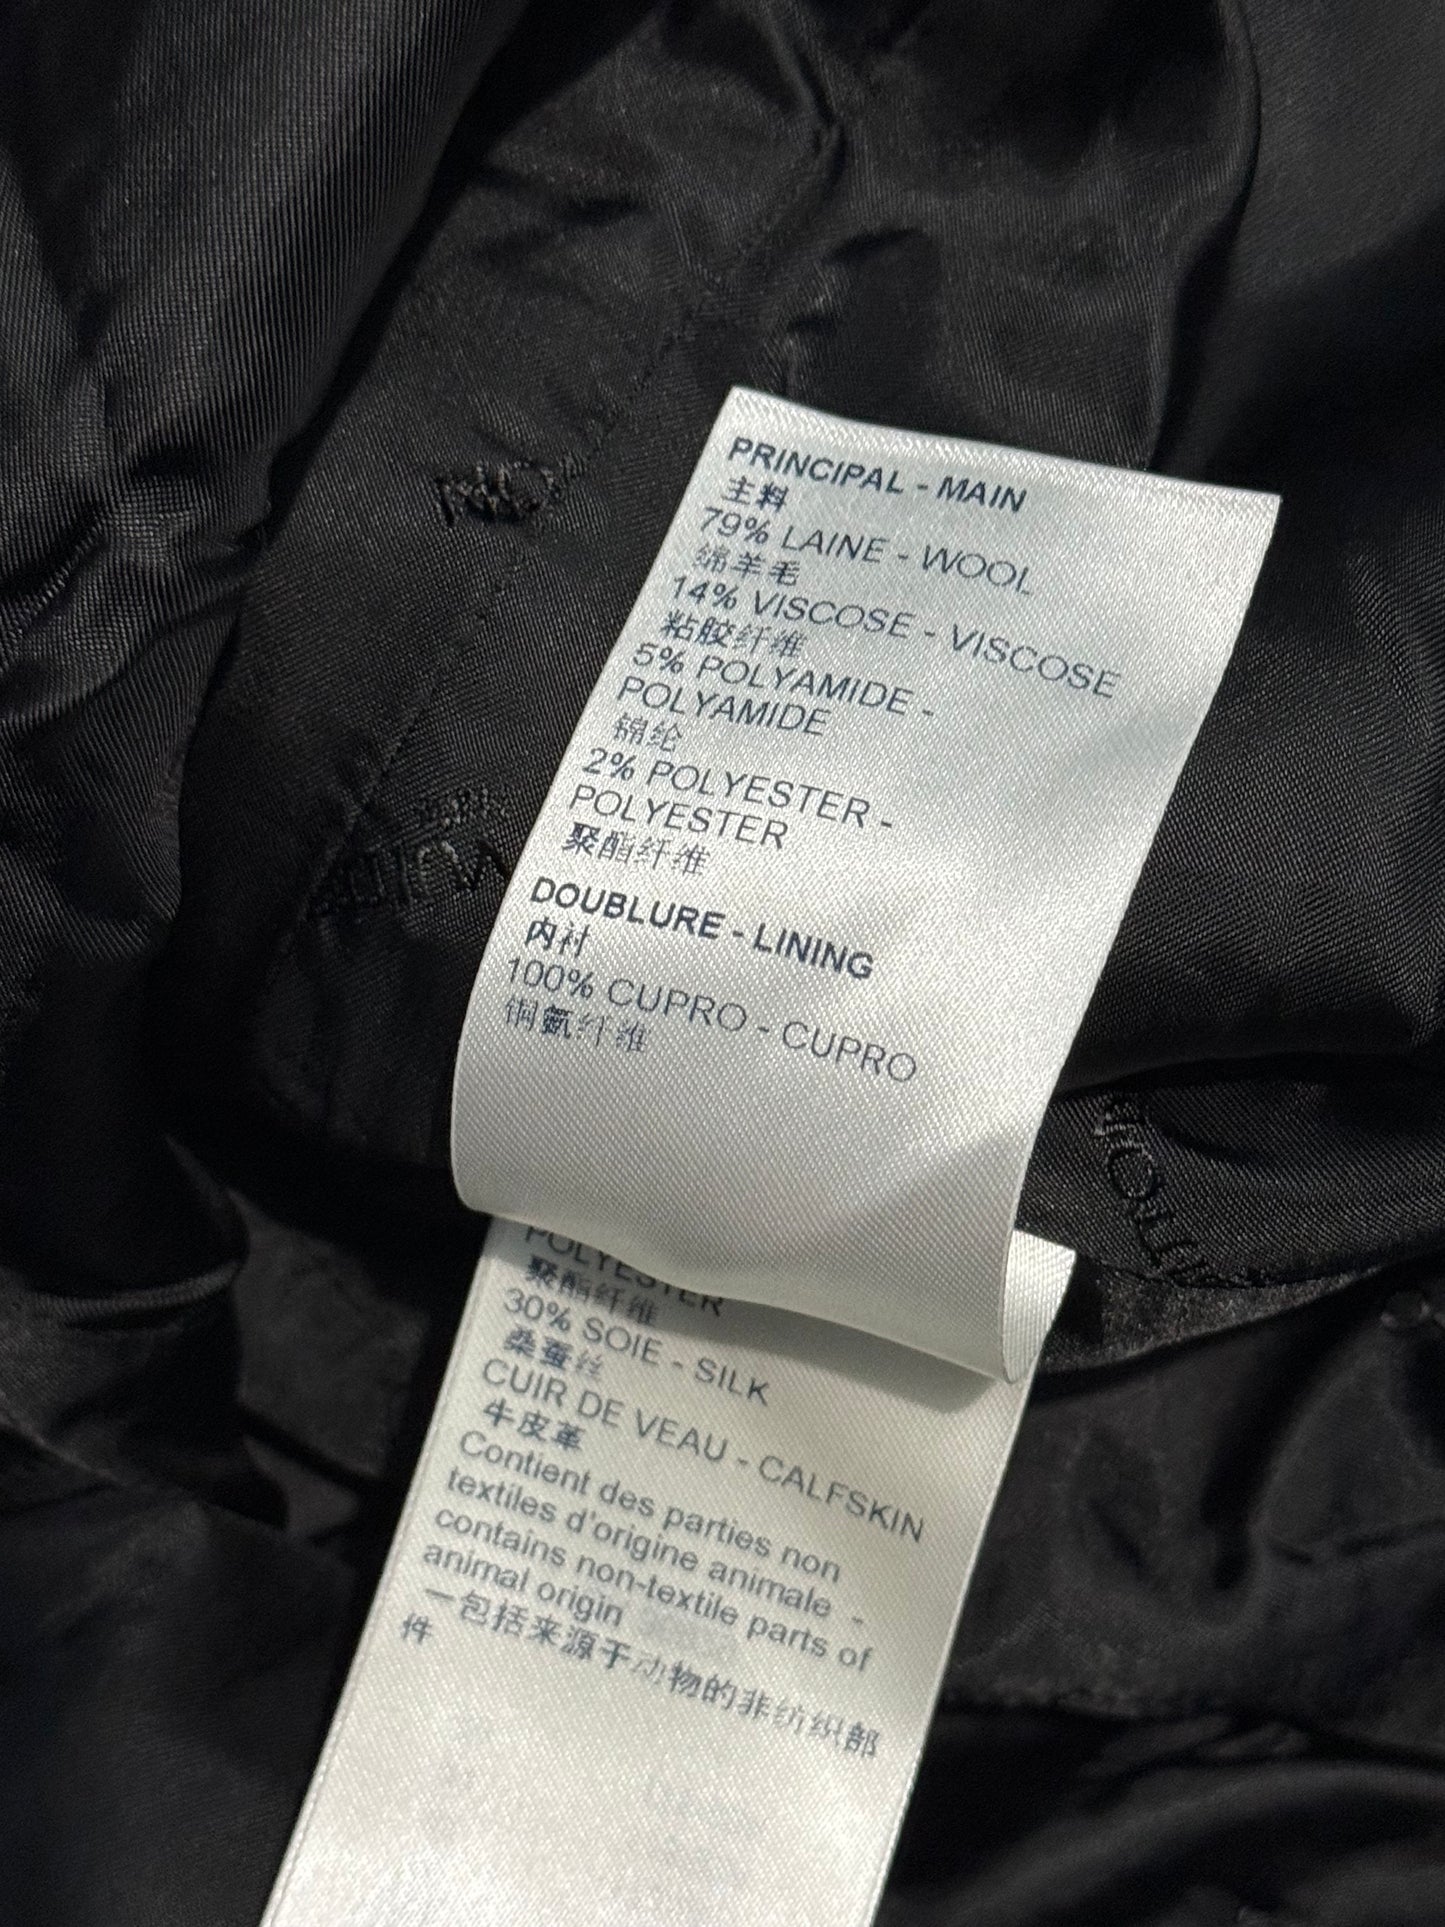 PRINCIPAL - MAIN
主料
79% LAINE - WOOL
绵羊毛
14% VISCOSE - VISCOSE
粘胶纤维
5% POLYAMIDE -
POLYAMIDE
锦纶
2% POLYESTER -
POLYESTER
聚酯纤维
DOUBLURE - LINING
内衬
100% CUPRO - CUPRO
铜氨纤维
POLYESTER
聚酯纤维
30% SOIE - SILK
桑蚕丝
CUIR DE VEAU - CALFSKIN
牛皮革
Contient des parties non
textiles d'origine animale -
contains non-textile parts of
animal origin
一包括来源于动物的非纺织部
件